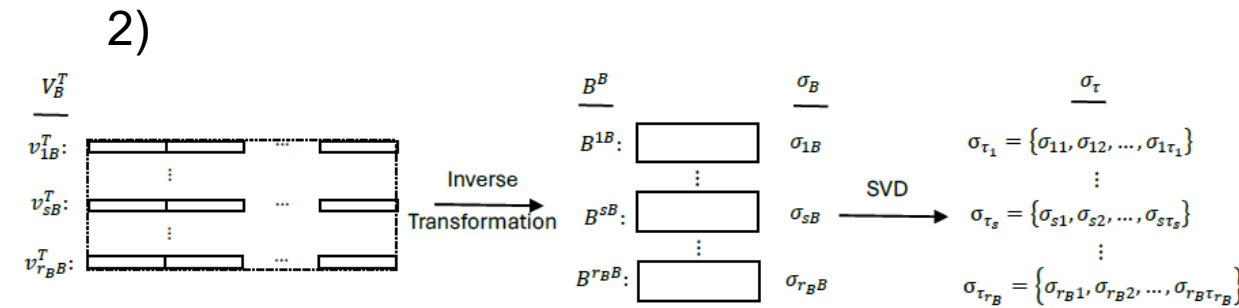 2)
V_B^T B^B σ_B σ_τ
v_{1B}^T: ... B^{1B}: σ_{1B} σ_{τ_1} = {σ_{11}, σ_{12}, ..., σ_{1τ_1}}
⋮ Inverse ⋮ SVD ⋮
v_{sB}^T: ... Transformation B^{sB}: σ_{sB} σ_{τ_s} = {σ_{s1}, σ_{s2}, ..., σ_{sτ_s}}
⋮ ⋮ ⋮
v_{r_B B}^T: ... B^{r_B B}: σ_{r_B B} σ_{τ_{r_B}} = {σ_{r_B 1}, σ_{r_B 2}, ..., σ_{r_B τ_{r_B}}}